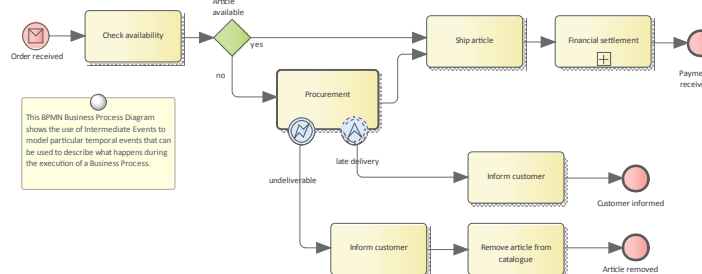 Article
available
Order received
Check availability
yes
no
Ship article
Financial settlement
Procurement
This BPMN Business Process Diagram
shows the use of Intermediate Events to
model particular temporal events that can
be used to describe what happens during
the execution of a Business Process.
undeliverable
late delivery
Inform customer
Customer informed
Inform customer
Remove article from
catalogue
Article removed